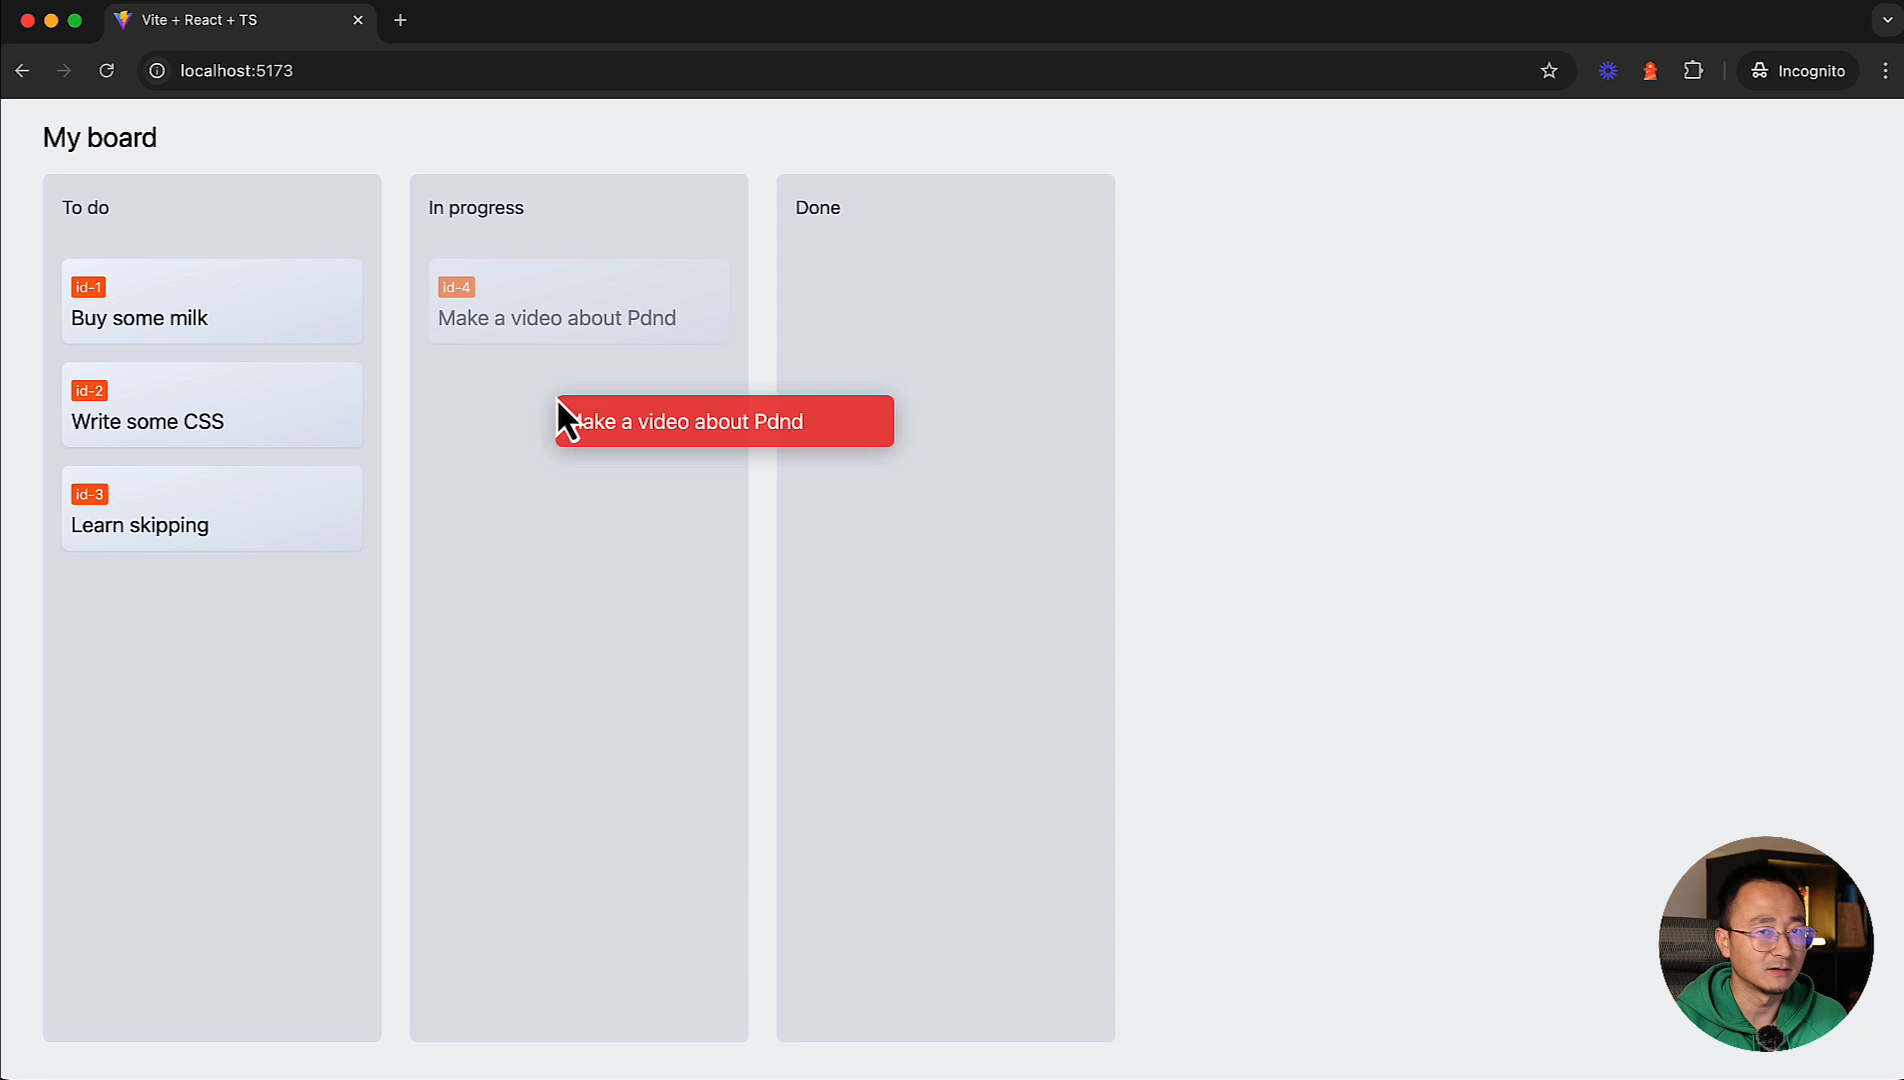 Vite + React + TS
localhost:5173
Incognito
My board
To do
id-1
Buy some milk
id-2
Write some CSS
id-3
Learn skipping
In progress
id-4
Make a video about Pdnd
ake a video about Pdnd
Done